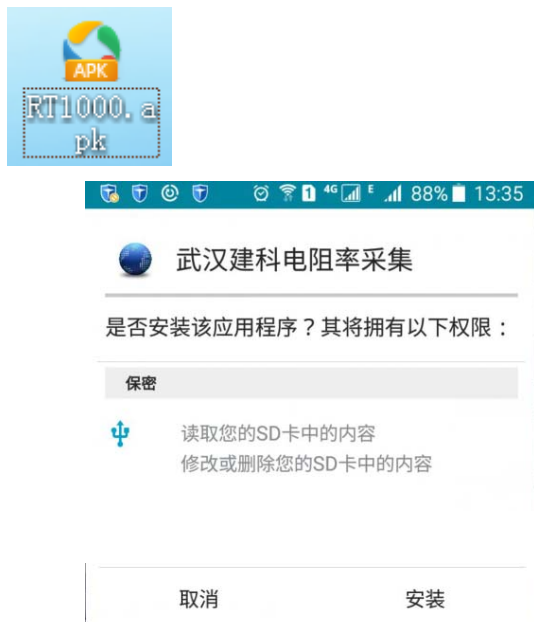 APK
RT1000.a
pk
1 4G E 88% 13:35
武汉建科电阻率采集
是否安装该应用程序？其将拥有以下权限：
保密
读取您的SD卡中的内容
修改或删除您的SD卡中的内容
取消 安装